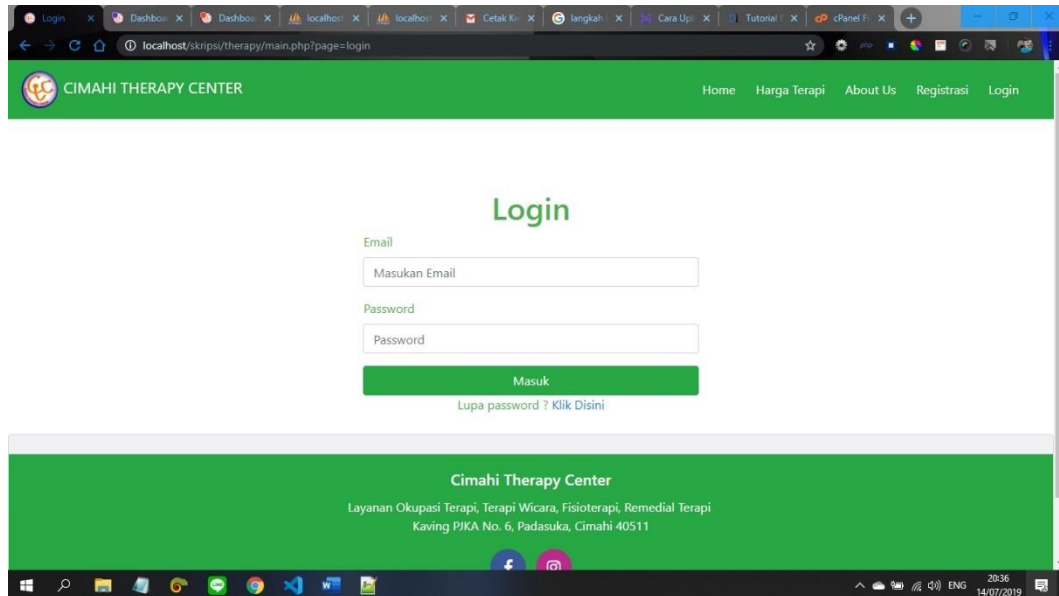 Login
Dashboa
Dashboa
localhost
localhost
Cetak Kw
langkah
Cara Upl
Tutorial
cPanel F
localhost/skripsi/therapy/main.php?page=login
CIMAHI THERAPY CENTER
Home Harga Terapi About Us Registrasi Login
Login
Email
Masukan Email
Password
Password
Masuk
Lupa password ? Klik Disini
Cimahi Therapy Center
Layanan Okupasi Terapi, Terapi Wicara, Fisioterapi, Remedial Terapi
Kaving PJKA No. 6, Padasuka, Cimahi 40511
ENG
20:36
14/07/2019